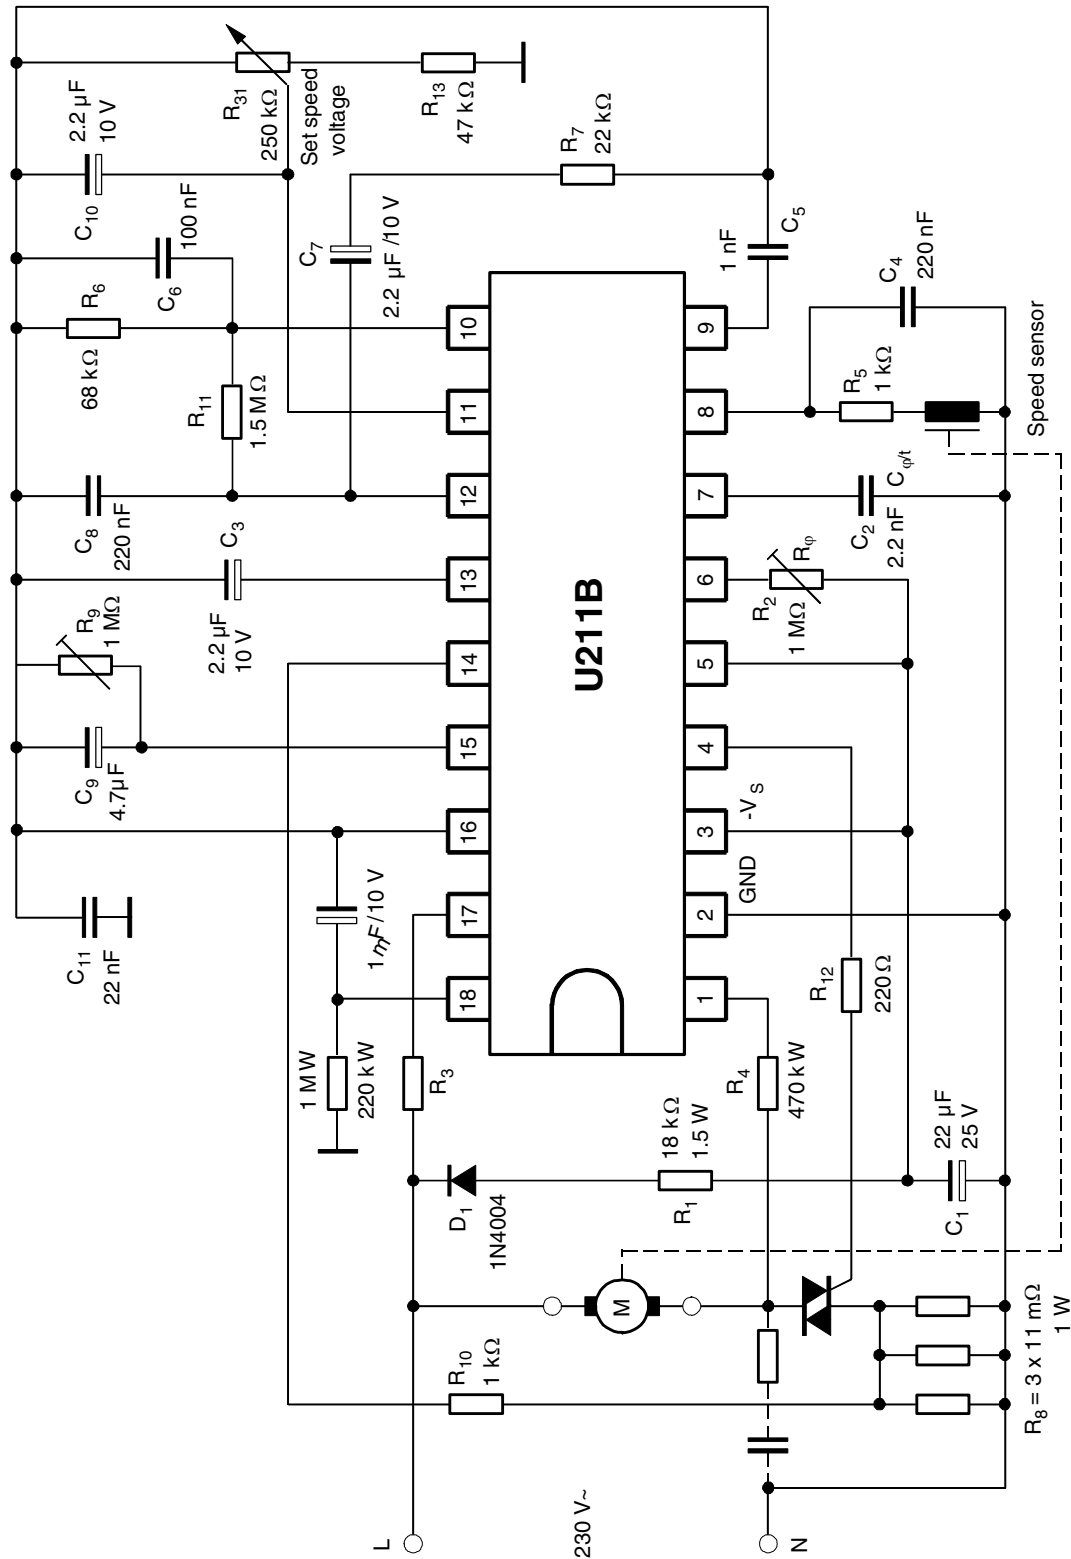 L
230 V~
N
R10
1 kΩ
M
R8 = 3 x 11 mΩ
1 W
D1
1N4004
R1
18 kΩ
1.5 W
C1
22 µF
25 V
1 MW
220 kW
R3
R4
470 kW
R12
220 Ω
C11
22 nF
1 mF/10 V
18
17
16
15
14
13
12
11
10
U211B
1
2
3
4
5
6
7
8
9
GND
-VS
C9
4.7µF
R9
1 MΩ
2.2 µF
10 V
C3
C8
220 nF
R11
1.5 MΩ
68 kΩ
R6
C6
100 nF
C10
2.2 µF
10 V
R31
250 kΩ
Set speed
voltage
R13
47 kΩ
C7
2.2 µF/10 V
R7
22 kΩ
1 nF
C5
R2
1 MΩ
Rφ
C2
2.2 nF
Cφ/t
R5
1 kΩ
C4
220 nF
Speed sensor